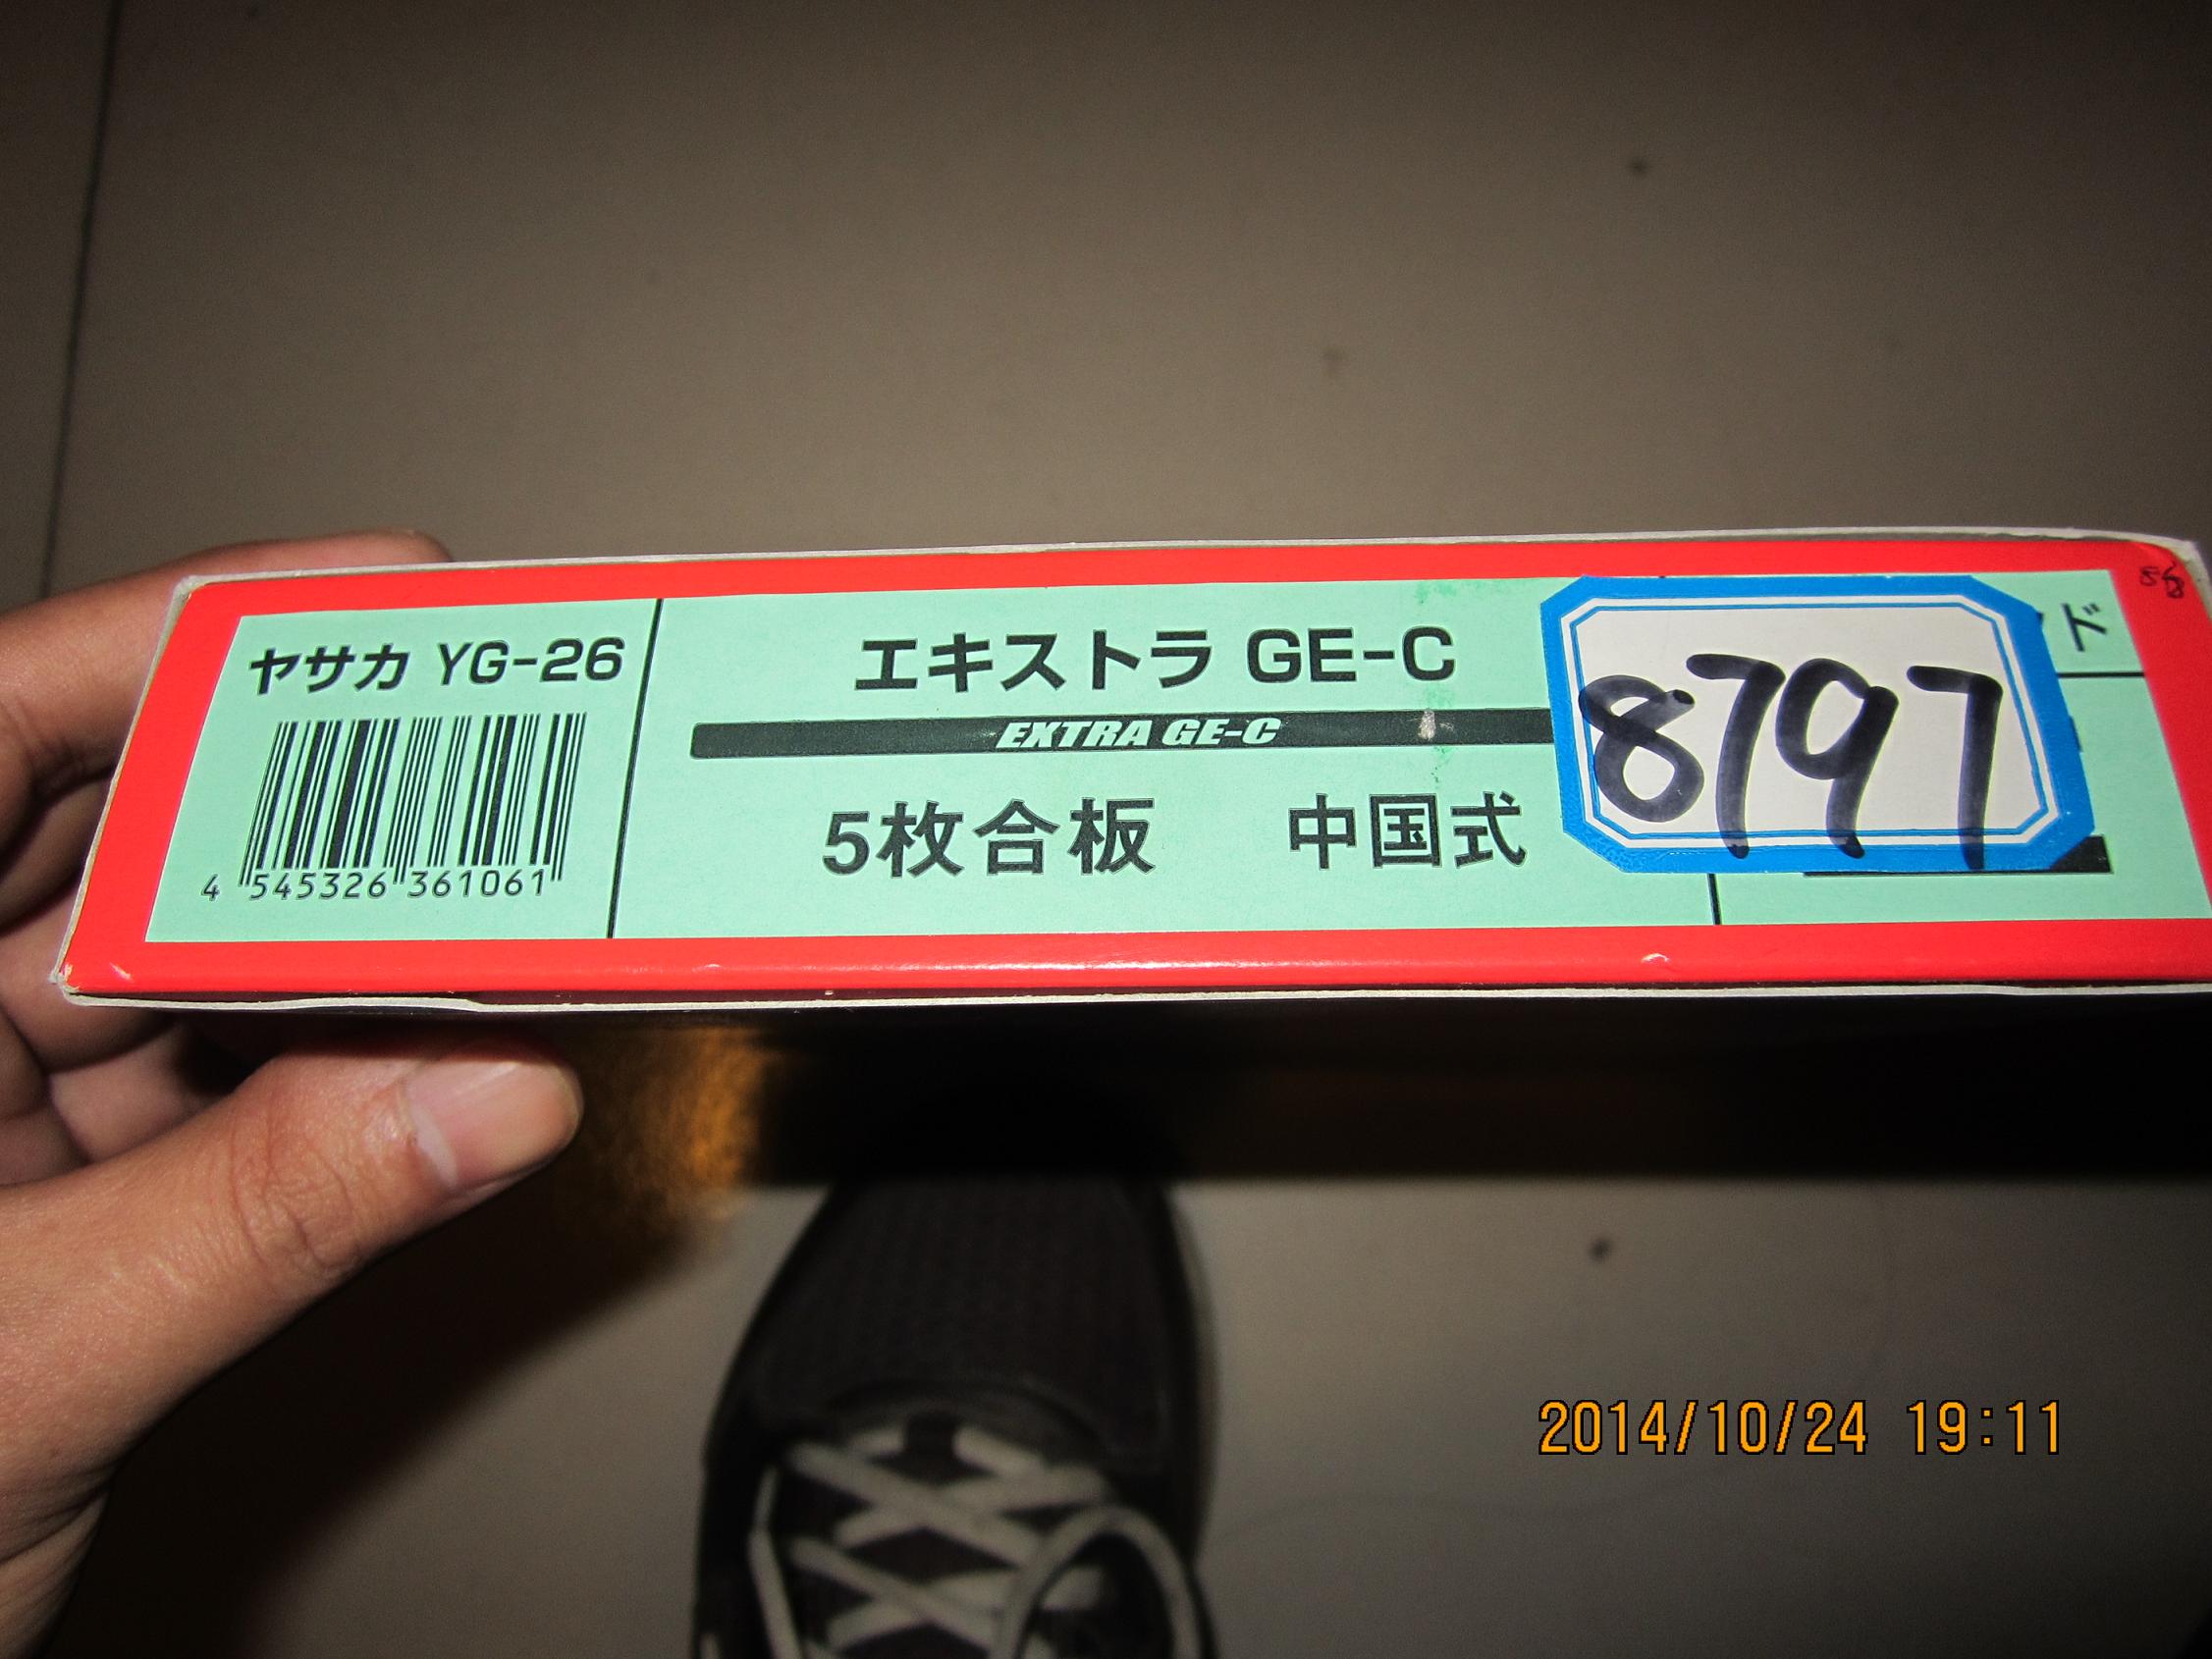 ヤサカ YG-26
4 545326 361061
エキストラ GE-C
EXTRA GE-C
5枚合板 中国式
8797
ド
2014/10/24 19:11